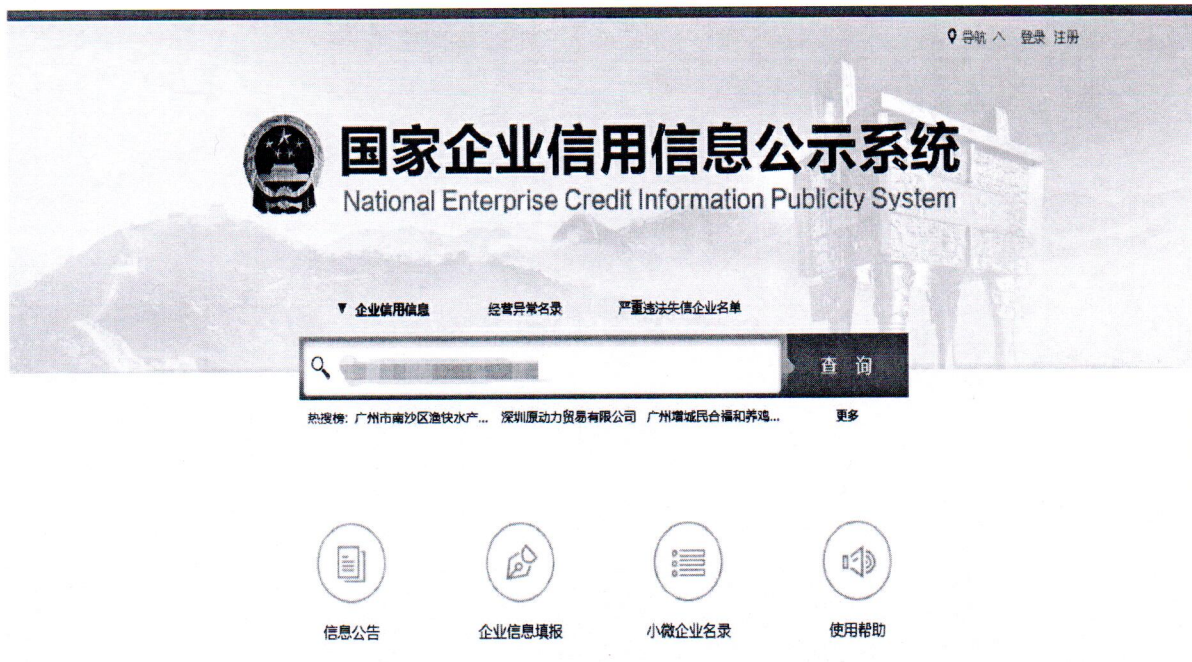 导航 登录 注册
国家企业信用信息公示系统
National Enterprise Credit Information Publicity System
▼ 企业信用信息 经营异常名录 严重违法失信企业名单
查 询
热搜榜: 广州市南沙区渔快水产... 深圳原动力贸易有限公司 广州增城民合福和养鸡... 更多
信息公告 企业信息填报 小微企业名录 使用帮助